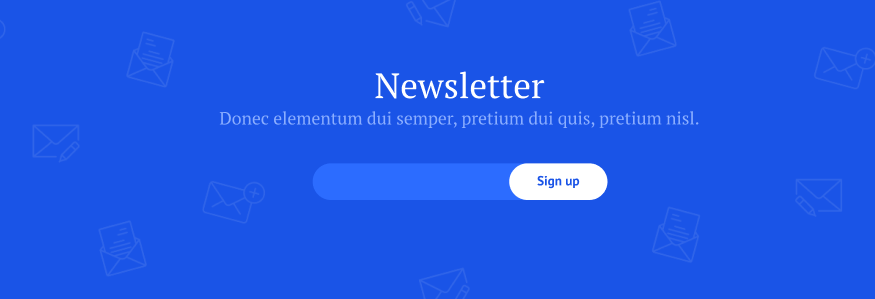 Newsletter
Donec elementum dui semper, pretium dui quis, pretium nisl.
Sign up